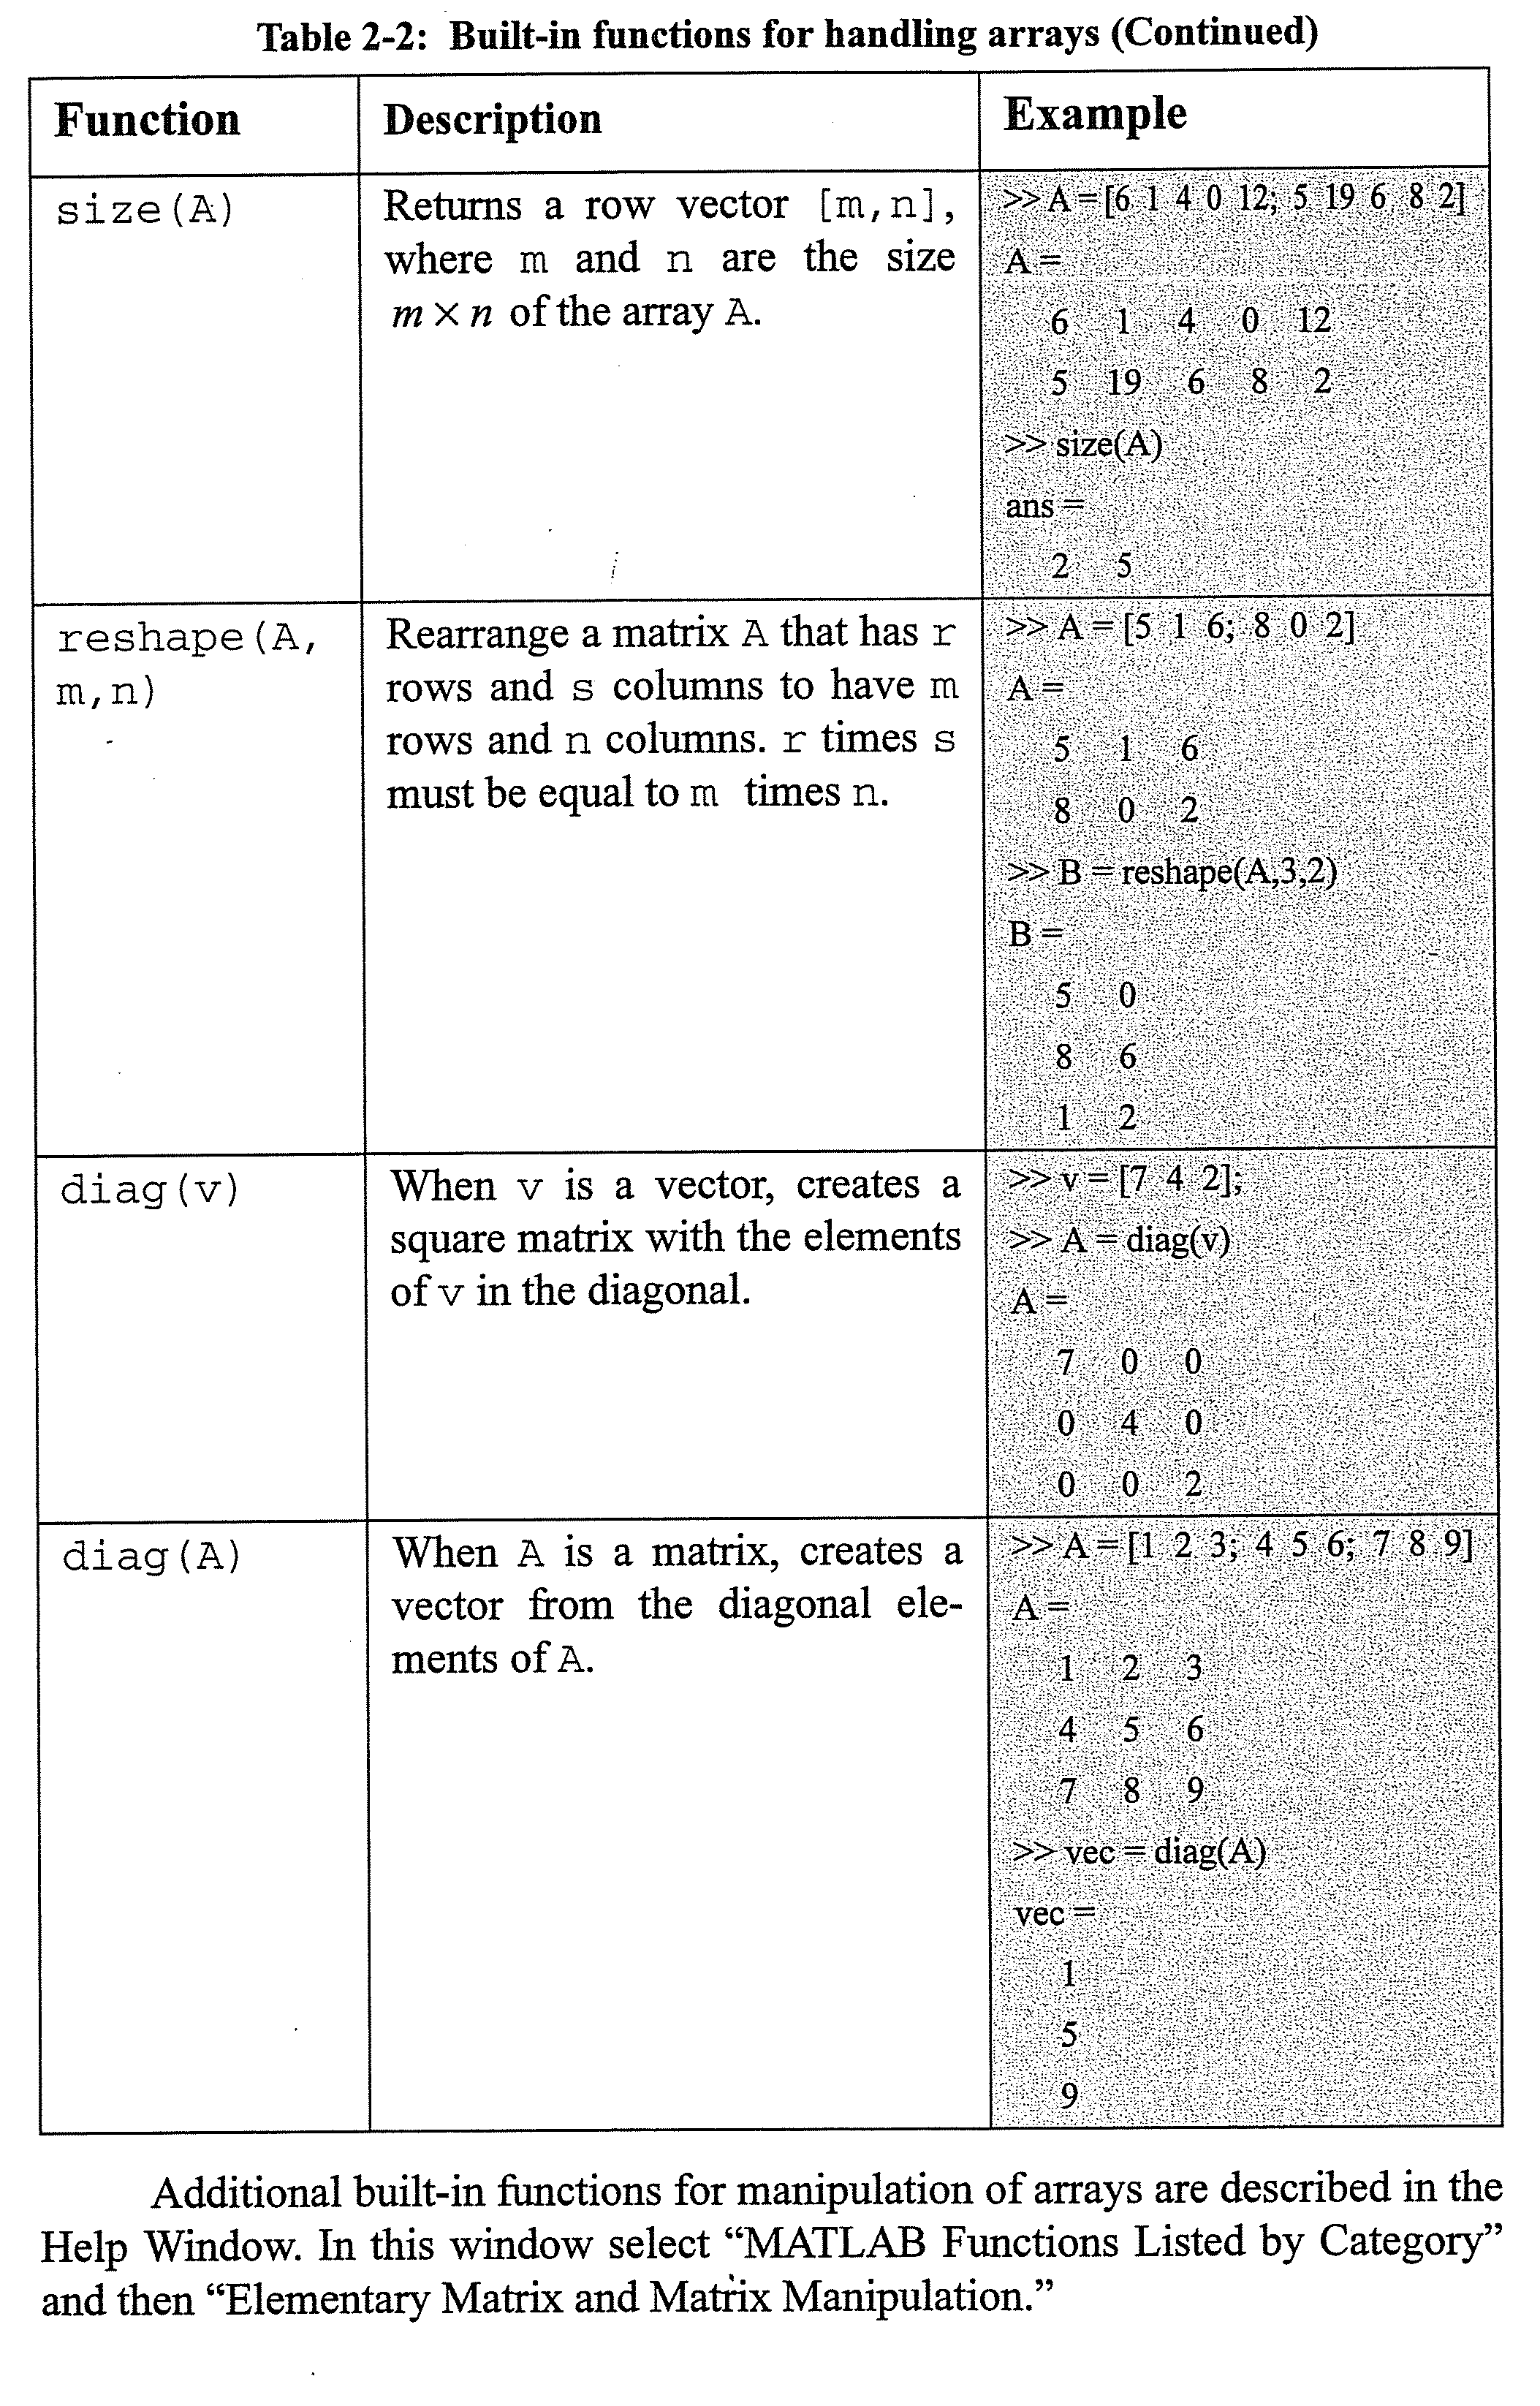 Table 2-2: Built-in functions for handling arrays (Continued)
Function
Description
Example
size(A)
Returns a row vector [m,n],
where m and n are the size
m × n of the array A.
>> A = [6 1 4 0 12; 5 19 6 8 2]
A =
6 1 4 0 12
5 19 6 8 2
>> size(A)
ans =
2 5
reshape(A,
m,n)
Rearrange a matrix A that has r
rows and s columns to have m
rows and n columns. r times s
must be equal to m times n.
>> A = [5 1 6; 8 0 2]
A =
5 1 6
8 0 2
>> B = reshape(A,3,2)
B =
5 0
8 6
1 2
diag(v)
When v is a vector, creates a
square matrix with the elements
of v in the diagonal.
>> v = [7 4 2];
>> A = diag(v)
A =
7 0 0
0 4 0
0 0 2
diag(A)
When A is a matrix, creates a
vector from the diagonal ele-
ments of A.
>> A = [1 2 3; 4 5 6; 7 8 9]
A =
1 2 3
4 5 6
7 8 9
>> vec = diag(A)
vec =
1
5
9
Additional built-in functions for manipulation of arrays are described in the
Help Window. In this window select “MATLAB Functions Listed by Category”
and then “Elementary Matrix and Matrix Manipulation.”